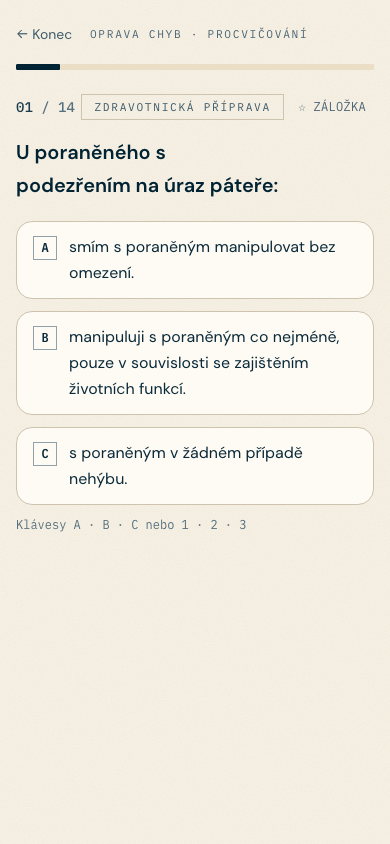 ← Konec OPRAVA CHYB · PROCVIČOVÁNÍ
01 / 14 ZDRAVOTNICKÁ PŘÍPRAVA ☆ ZÁLOŽKA
U poraněného s
podezřením na úraz páteře:
A smím s poraněným manipulovat bez
omezení.
B manipuluji s poraněným co nejméně,
pouze v souvislosti se zajištěním
životních funkcí.
C s poraněným v žádném případě
nehýbu.
Klávesy A · B · C nebo 1 · 2 · 3